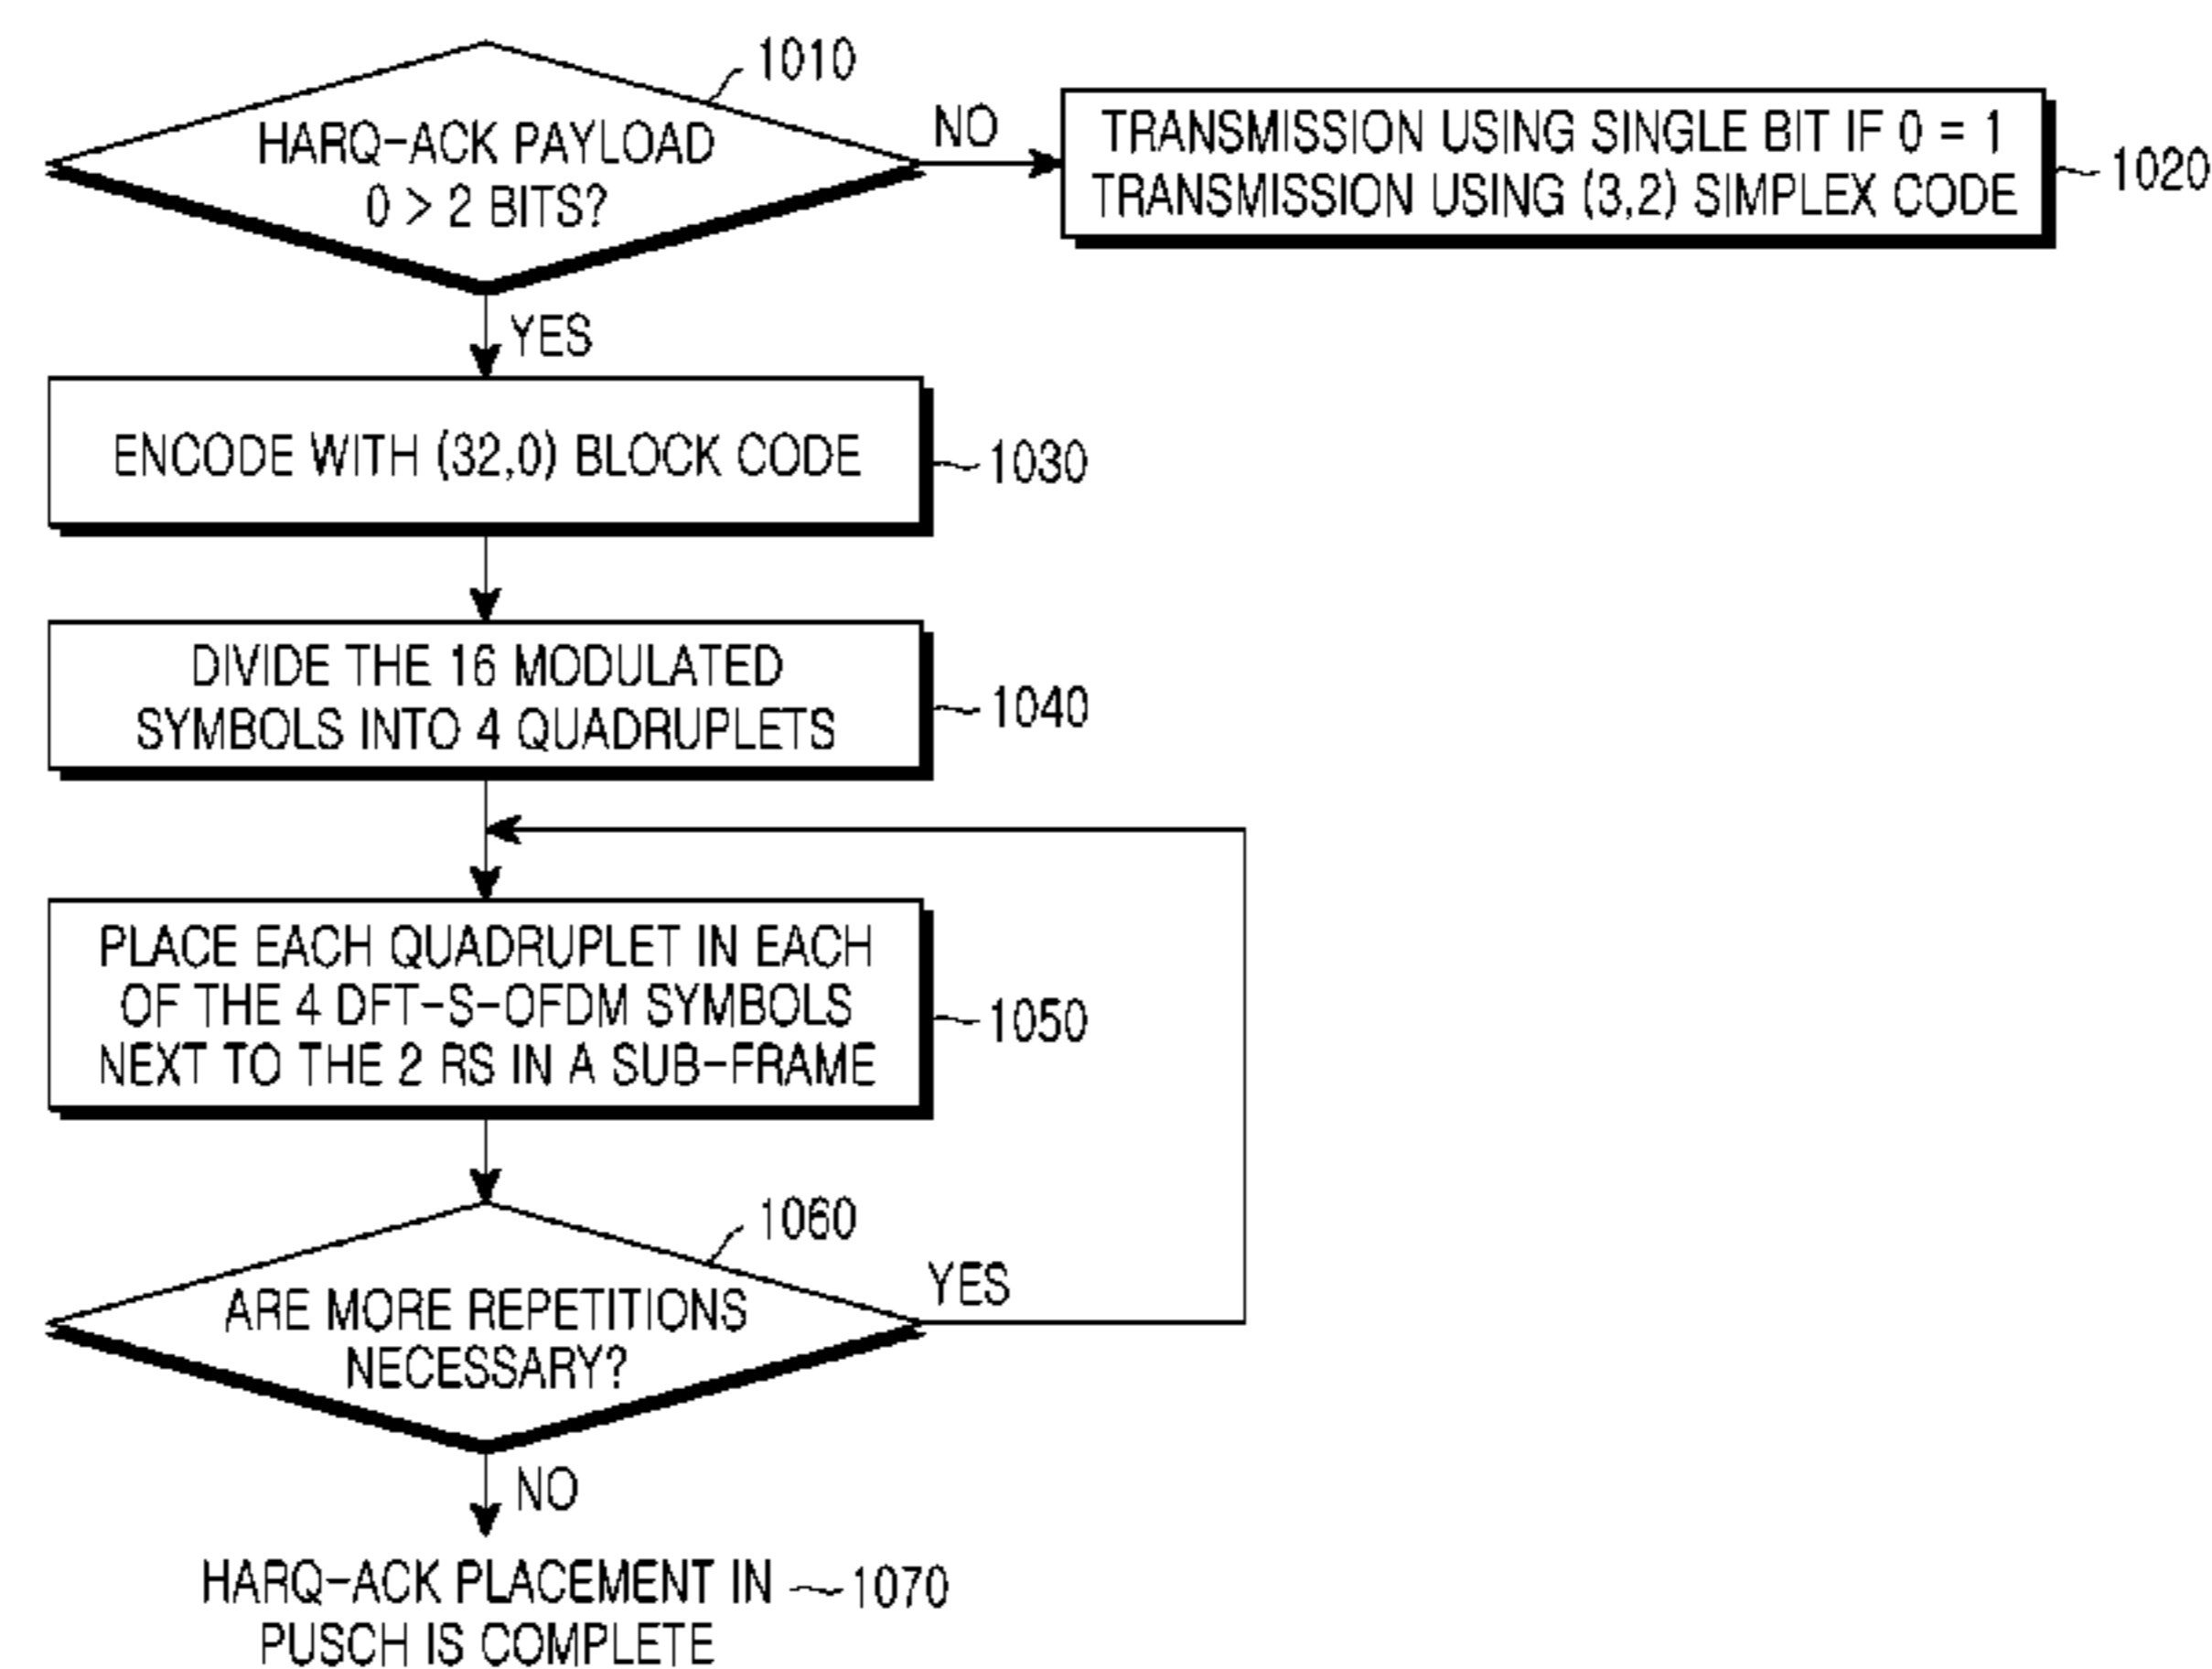 1010
HARQ-ACK PAYLOAD
0 > 2 BITS?
NO
TRANSMISSION USING SINGLE BIT IF 0 = 1
TRANSMISSION USING (3,2) SIMPLEX CODE
1020
YES
ENCODE WITH (32,0) BLOCK CODE
1030
DIVIDE THE 16 MODULATED
SYMBOLS INTO 4 QUADRUPLETS
1040
PLACE EACH QUADRUPLET IN EACH
OF THE 4 DFT-S-OFDM SYMBOLS
NEXT TO THE 2 RS IN A SUB-FRAME
1050
1060
ARE MORE REPETITIONS
NECESSARY?
YES
NO
HARQ-ACK PLACEMENT IN
PUSCH IS COMPLETE
1070